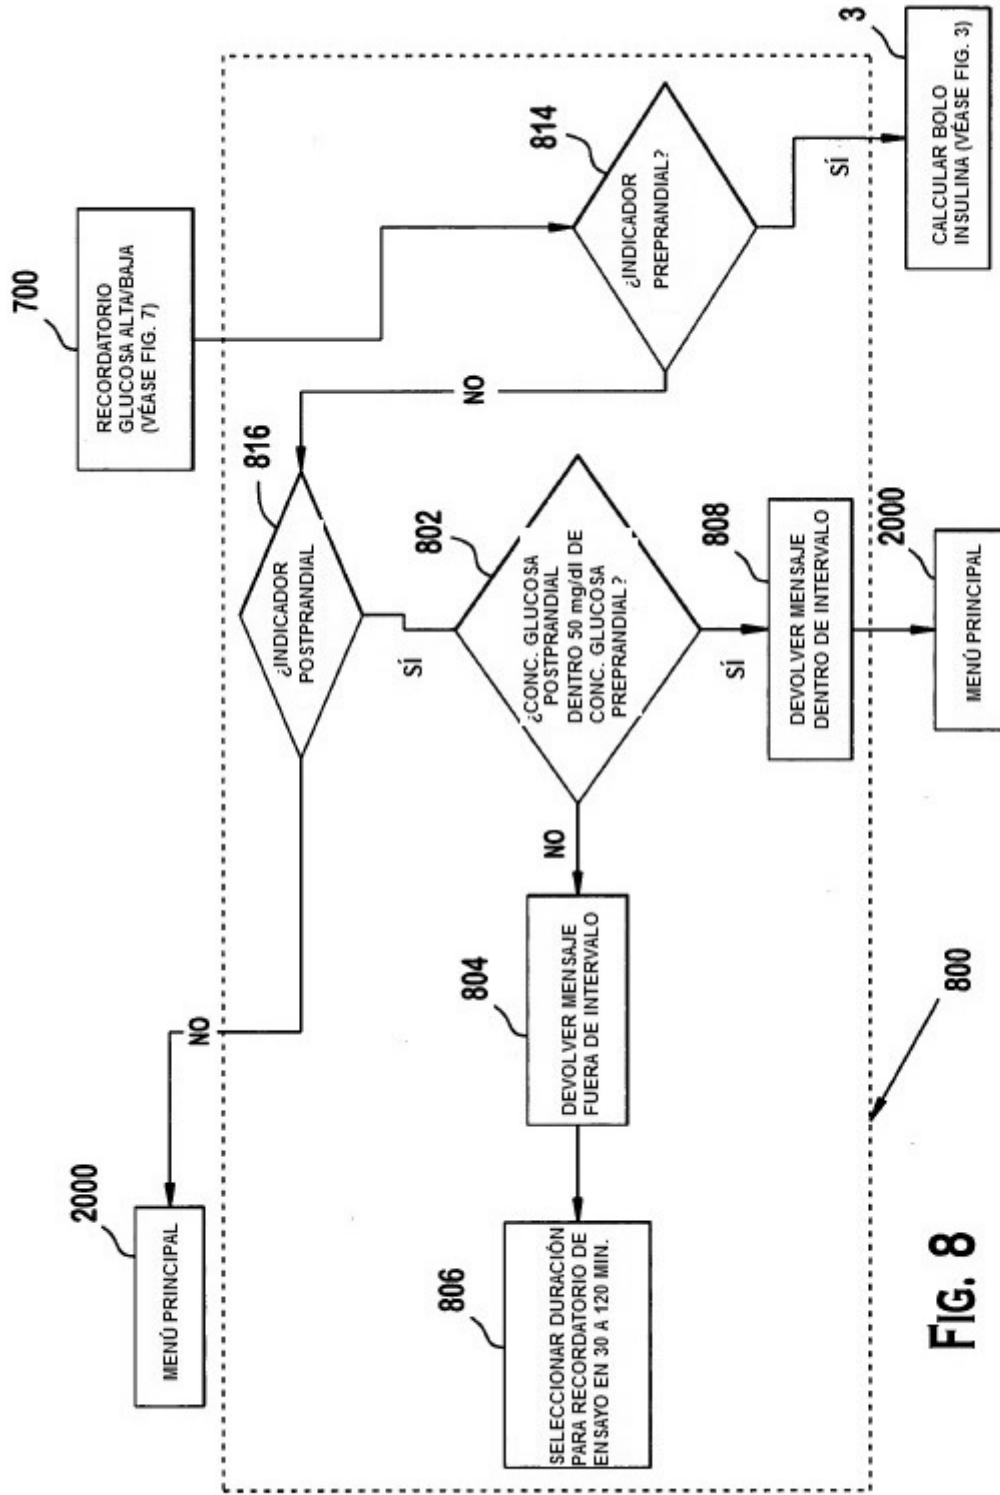 700
RECORDATORIO
GLUCOSA ALTA/BAJA
(VÉASE FIG. 7)
814
¿INDICADOR
PREPRANDIAL?
SÍ
3
CALCULAR BOLO
INSULINA (VÉASE FIG. 3)
NO
816
¿INDICADOR
POSTPRANDIAL
NO
2000
MENÚ PRINCIPAL
SÍ
802
¿CONC. GLUCOSA
POSTPRANDIAL
DENTRO 50 mg/dl DE
CONC. GLUCOSA
PREPRANDIAL?
SÍ
808
DEVOLVER MENSAJE
DENTRO DE INTERVALO
2000
MENÚ PRINCIPAL
NO
804
DEVOLVER MENSAJE
FUERA DE INTERVALO
806
SELECCIONAR DURACIÓN
PARA RECORDATORIO DE
ENSAYO EN 30 A 120 MIN.
800
FIG. 8